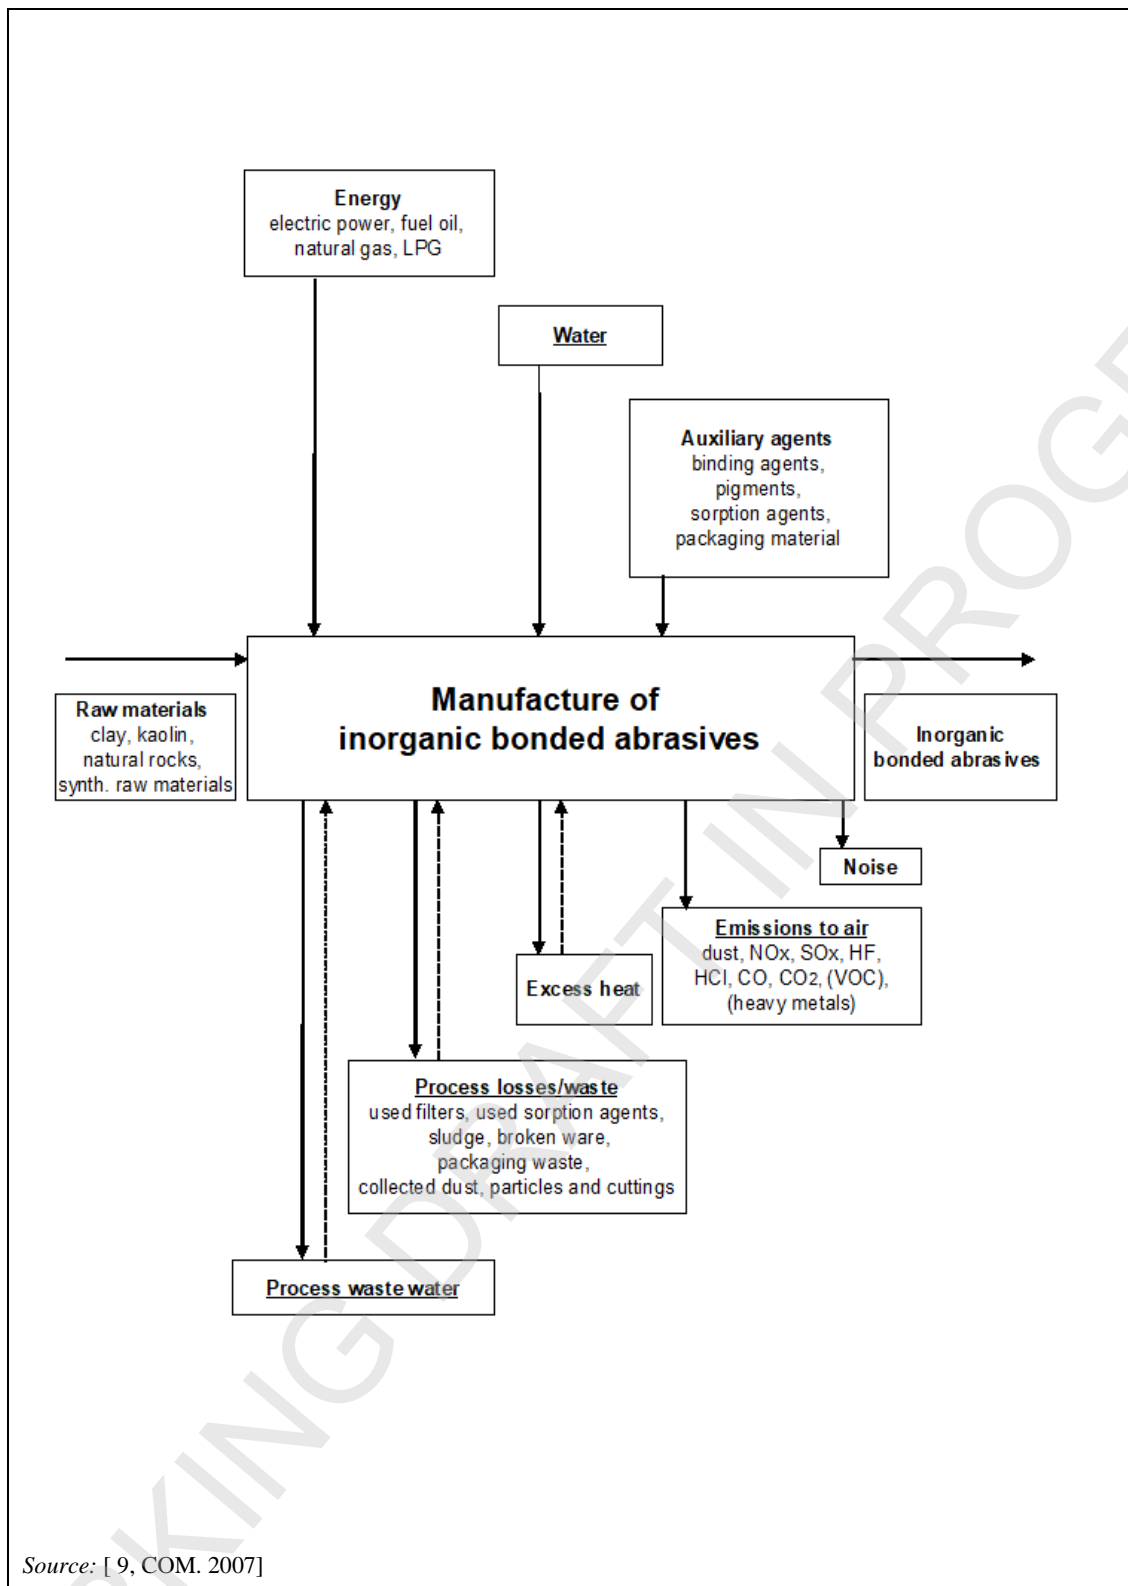 Energy
electric power, fuel oil,
natural gas, LPG
Water
Auxiliary agents
binding agents,
pigments,
sorption agents,
packaging material
Raw materials
clay, kaolin,
natural rocks,
synth. raw materials
Manufacture of
inorganic bonded abrasives
Inorganic
bonded abrasives
Noise
Emissions to air
dust, NOx, SOx, HF,
HCl, CO, CO2, (VOC),
(heavy metals)
Excess heat
Process losses/waste
used filters, used sorption agents,
sludge, broken ware,
packaging waste,
collected dust, particles and cuttings
Process waste water
Source: [ 9, COM. 2007]
RKING DRAFT IN PROGR